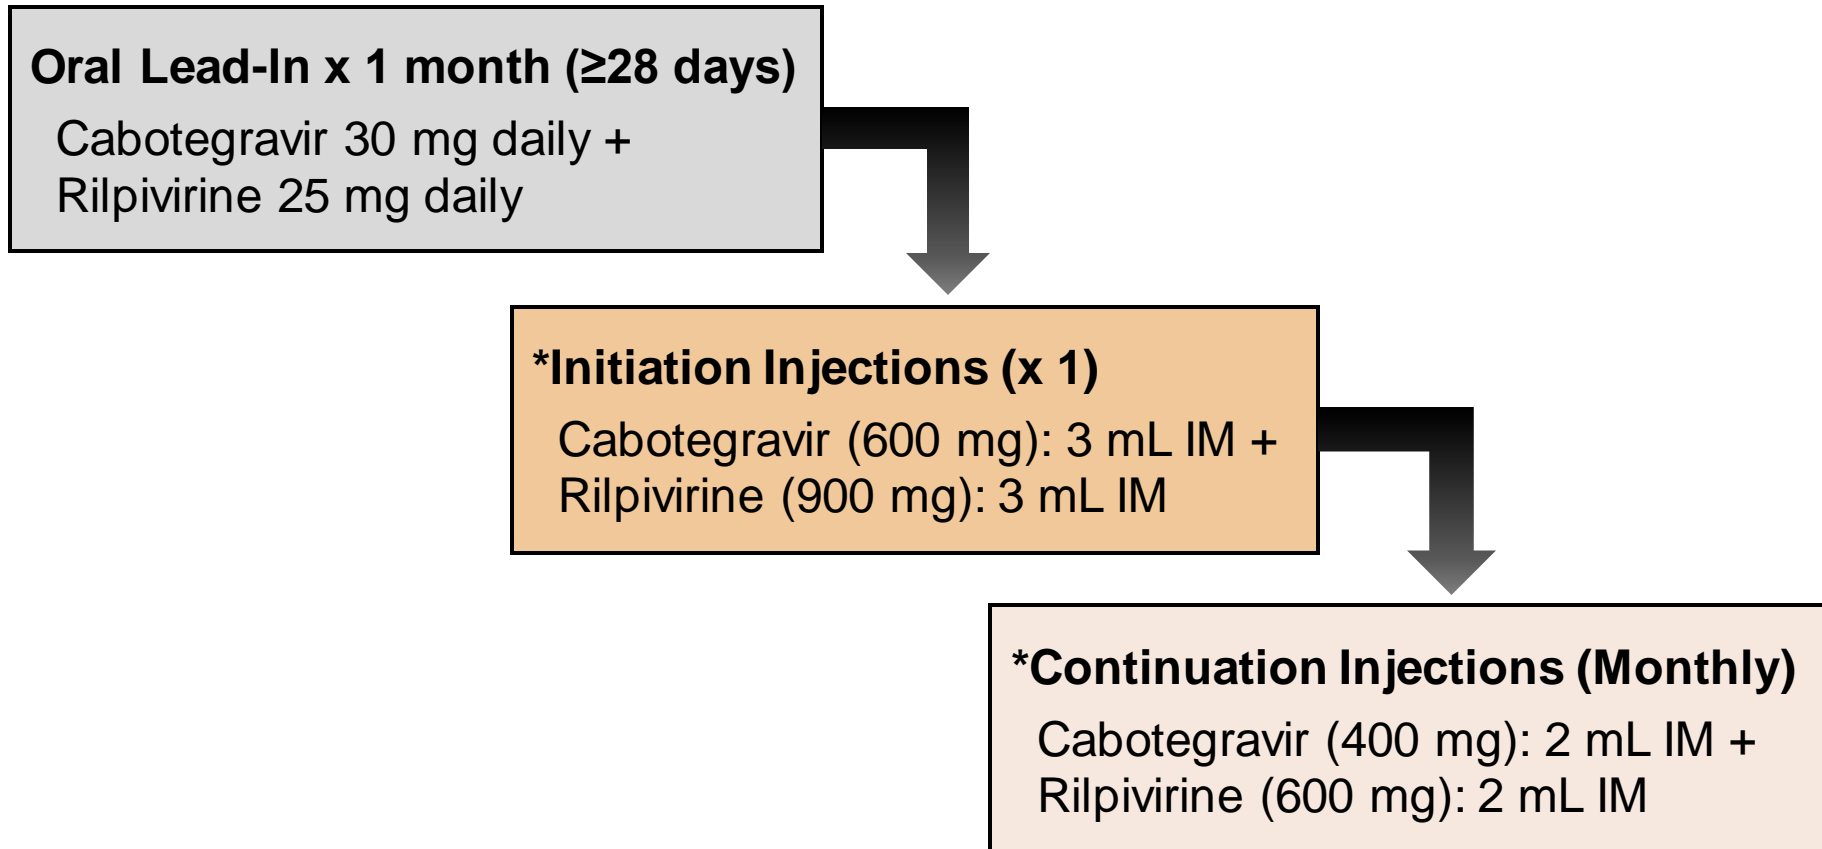 Oral Lead-In x 1 month (≥28 days)
Cabotegravir 30 mg daily +
Rilpivirine 25 mg daily
*Initiation Injections (x 1)
Cabotegravir (600 mg): 3 mL IM +
Rilpivirine (900 mg): 3 mL IM
*Continuation Injections (Monthly)
Cabotegravir (400 mg): 2 mL IM +
Rilpivirine (600 mg): 2 mL IM